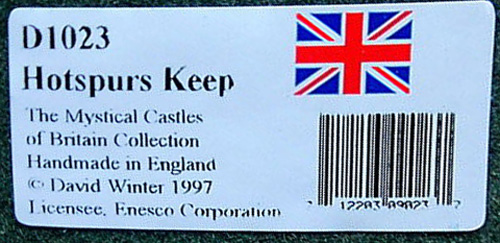 D1023
Hotspurs Keep
The Mystical Castles
of Britain Collection
Handmade in England
© David Winter 1997
Licensee, Enesco Corporation